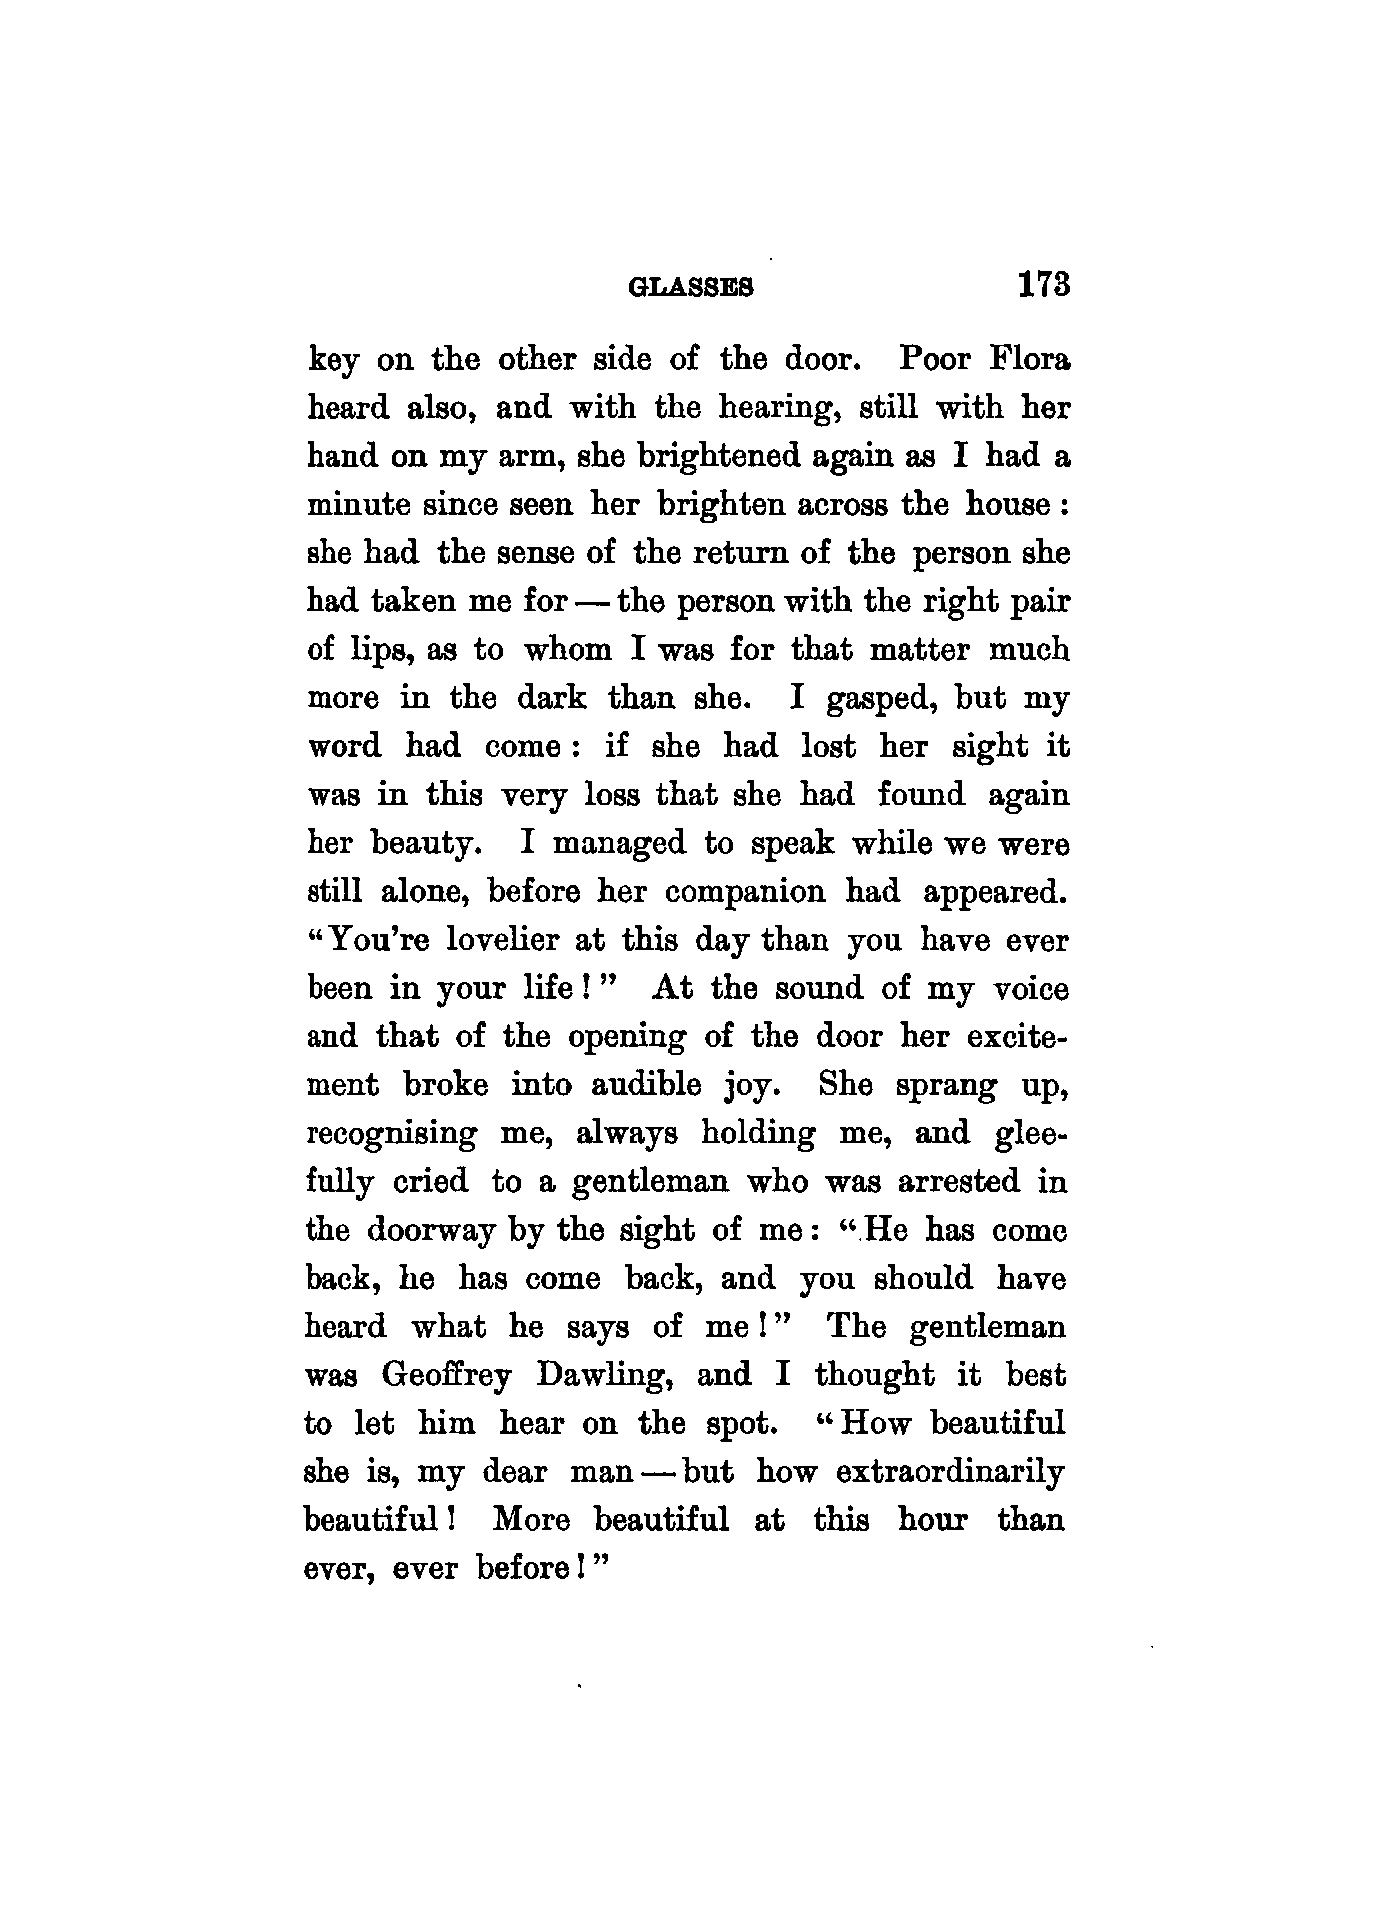 GLASSES 173
key on the other side of the door. Poor Flora
heard also, and with the hearing, still with her
hand on my arm, she brightened again as I had a
minute since seen her brighten across the house :
she had the sense of the return of the person she
had taken me for — the person with the right pair
of lips, as to whom I was for that matter much
more in the dark than she. I gasped, but my
word had come : if she had lost her sight it
was in this very loss that she had found again
her beauty. I managed to speak while we were
still alone, before her companion had appeared.
“You’re lovelier at this day than you have ever
been in your life ! ” At the sound of my voice
and that of the opening of the door her excite-
ment broke into audible joy. She sprang up,
recognising me, always holding me, and glee-
fully cried to a gentleman who was arrested in
the doorway by the sight of me : “ He has come
back, he has come back, and you should have
heard what he says of me ! ” The gentleman
was Geoffrey Dawling, and I thought it best
to let him hear on the spot. “ How beautiful
she is, my dear man — but how extraordinarily
beautiful ! More beautiful at this hour than
ever, ever before ! ”